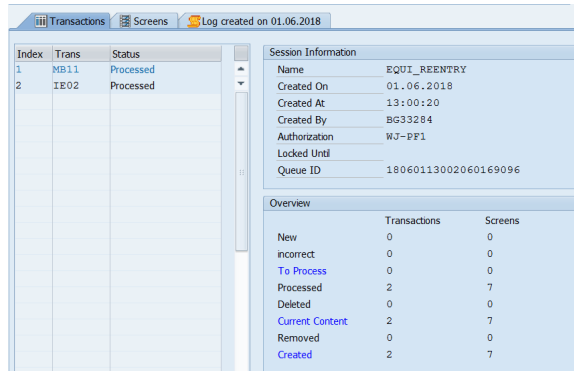 Transactions Screens Log created on 01.06.2018
Index Trans Status
1 MB11 Processed
2 IE02 Processed
Session Information
Name EQUI_REENTRY
Created On 01.06.2018
Created At 13:00:20
Created By BG33284
Authorization WJ-PF1
Locked Until
Queue ID 18060113002060169096
Overview
Transactions Screens
New 0 0
incorrect 0 0
To Process 0 0
Processed 2 7
Deleted 0 0
Current Content 2 7
Removed 0 0
Created 2 7